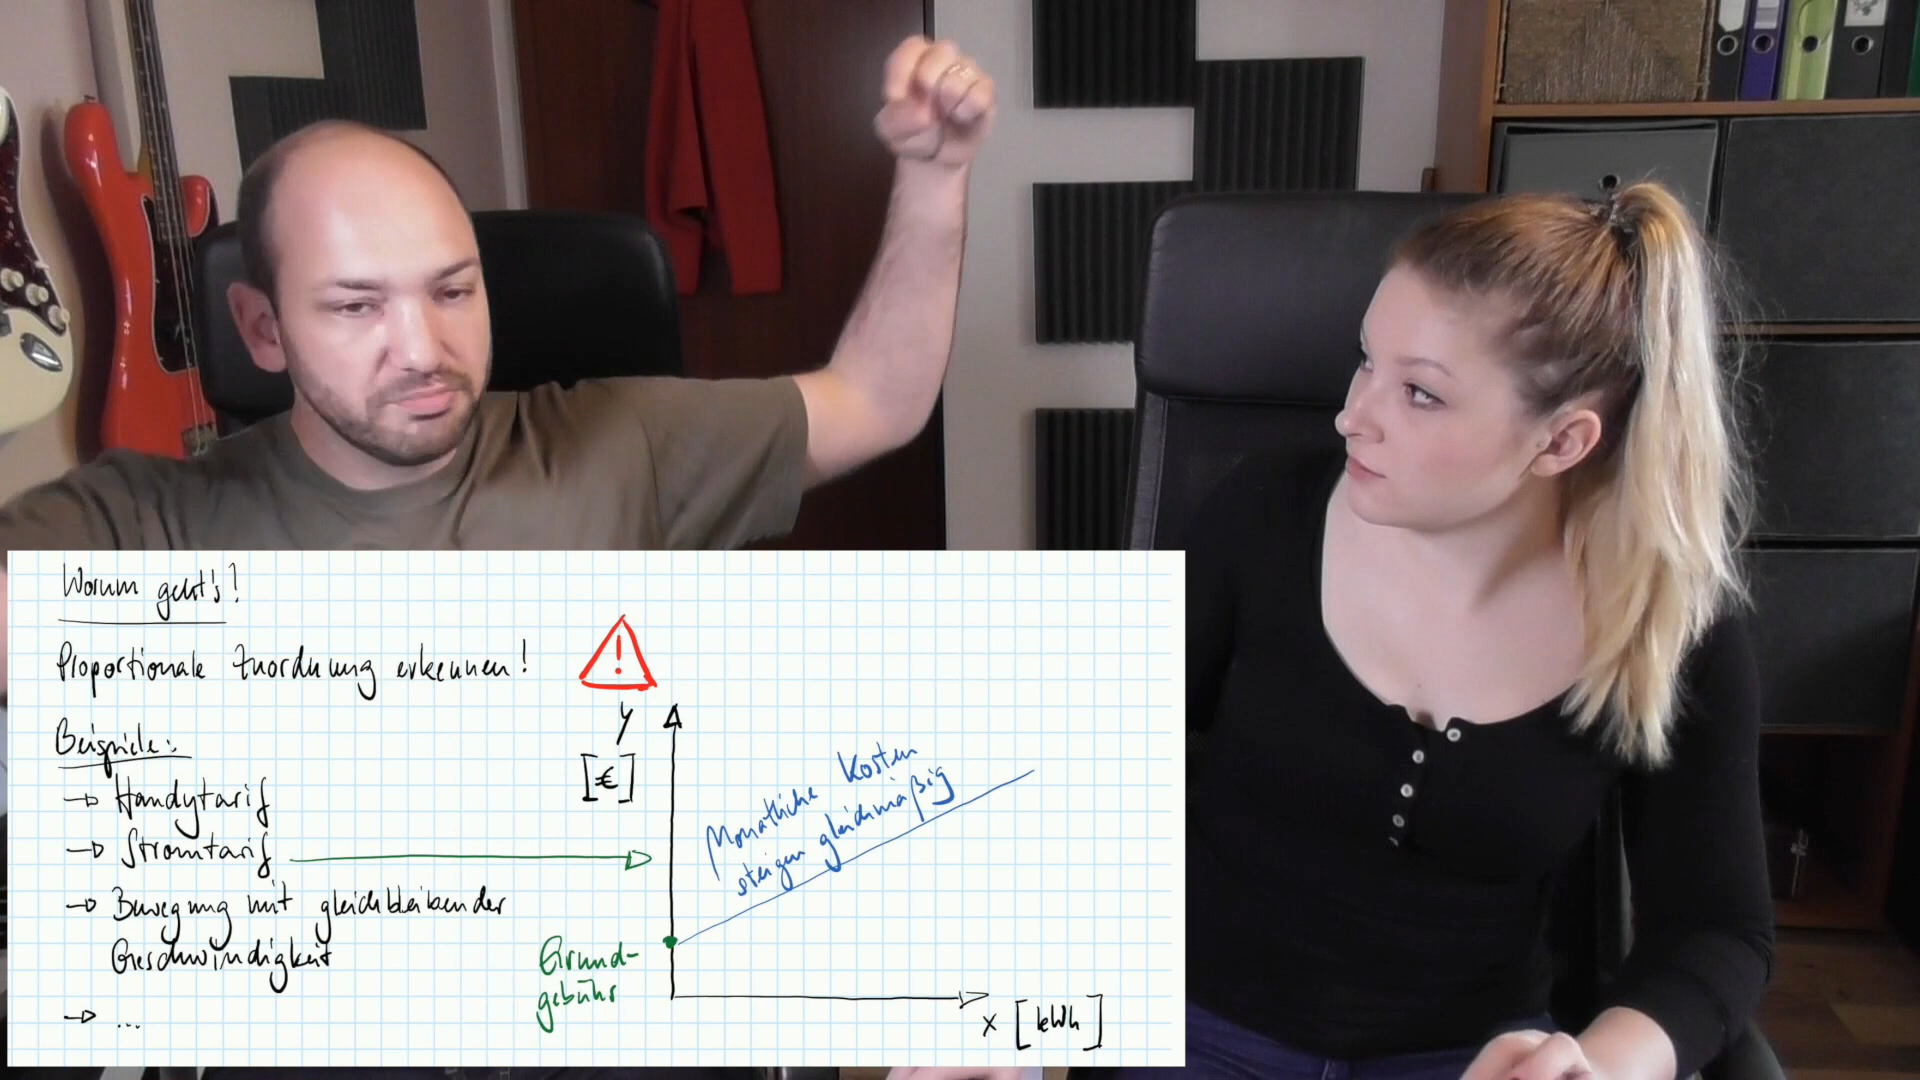 Worum geht's?
Proportionale Zuordnung erkennen!
Beispiele:
→ Handytarif
→ Stromtarif
→ Bewegung mit gleichbleibender
Geschwindigkeit
→ ...
!
y
[€]
Monatliche Kosten
steigen gleichmäßig
Grund-
gebühr
x [kWh]